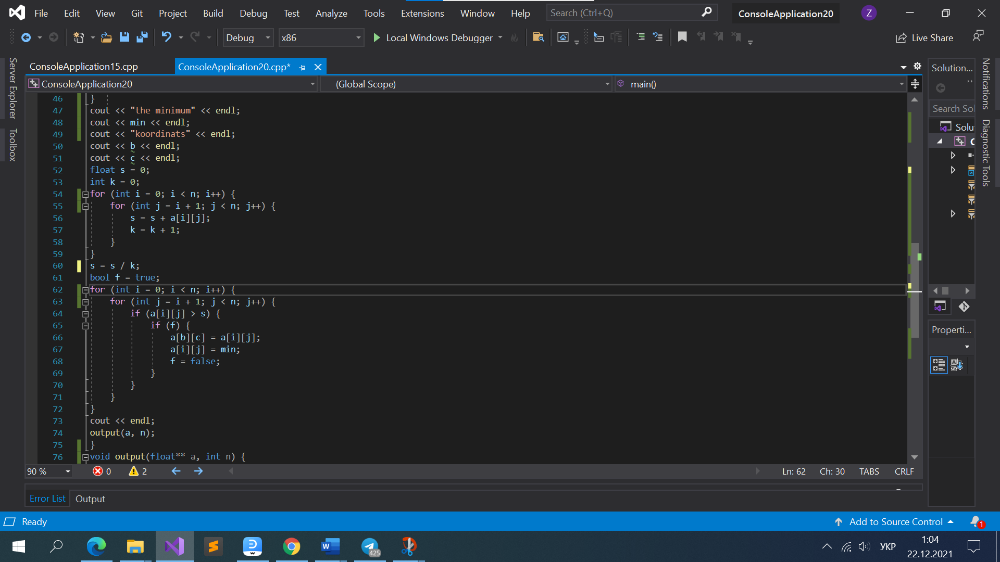 File Edit View Git Project Build Debug Test Analyze Tools Extensions Window Help Search (Ctrl+Q) ConsoleApplication20 Z
Debug x86 Local Windows Debugger Live Share
Server Explorer
Toolbox
ConsoleApplication15.cpp ConsoleApplication20.cpp*
ConsoleApplication20 (Global Scope) main()
46 }
47 cout << "the minimum" << endl;
48 cout << min << endl;
49 cout << "koordinats" << endl;
50 cout << b << endl;
51 cout << c << endl;
52 float s = 0;
53 int k = 0;
54 for (int i = 0; i < n; i++) {
55 for (int j = i + 1; j < n; j++) {
56 s = s + a[i][j];
57 k = k + 1;
58 }
59 }
60 s = s / k;
61 bool f = true;
62 for (int i = 0; i < n; i++) {
63 for (int j = i + 1; j < n; j++) {
64 if (a[i][j] > s) {
65 if (f) {
66 a[b][c] = a[i][j];
67 a[i][j] = min;
68 f = false;
69 }
70 }
71 }
72 }
73 cout << endl;
74 output(a, n);
75 }
76 void output(float** a, int n) {
90 % 0 2 Ln: 62 Ch: 30 TABS CRLF
Error List Output
Solution...
Search Sol
Solu
C
Properti...
Notifications
Diagnostic Tools
Ready Add to Source Control 1
425
УКР
1:04
22.12.2021